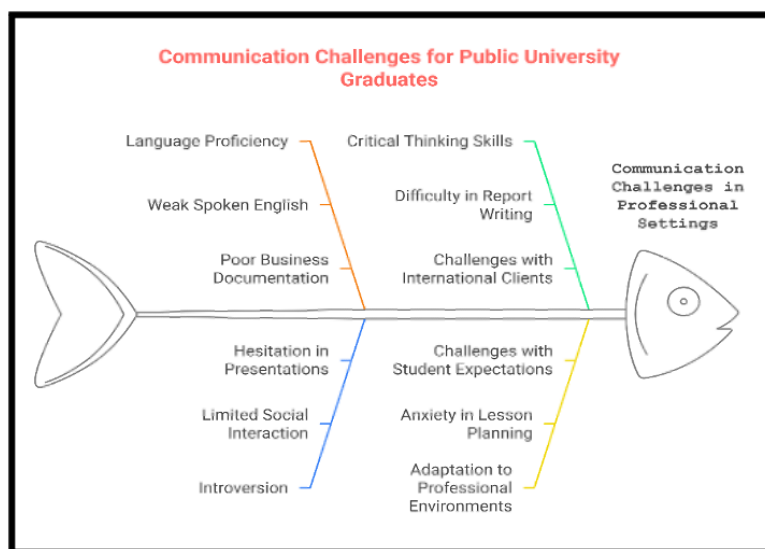 Communication Challenges for Public University
Graduates
Language Proficiency
Weak Spoken English
Poor Business
Documentation
Critical Thinking Skills
Difficulty in Report
Writing
Challenges with
International Clients
Communication
Challenges in
Professional
Settings
Hesitation in
Presentations
Limited Social
Interaction
Introversion
Challenges with
Student Expectations
Anxiety in Lesson
Planning
Adaptation to
Professional
Environments